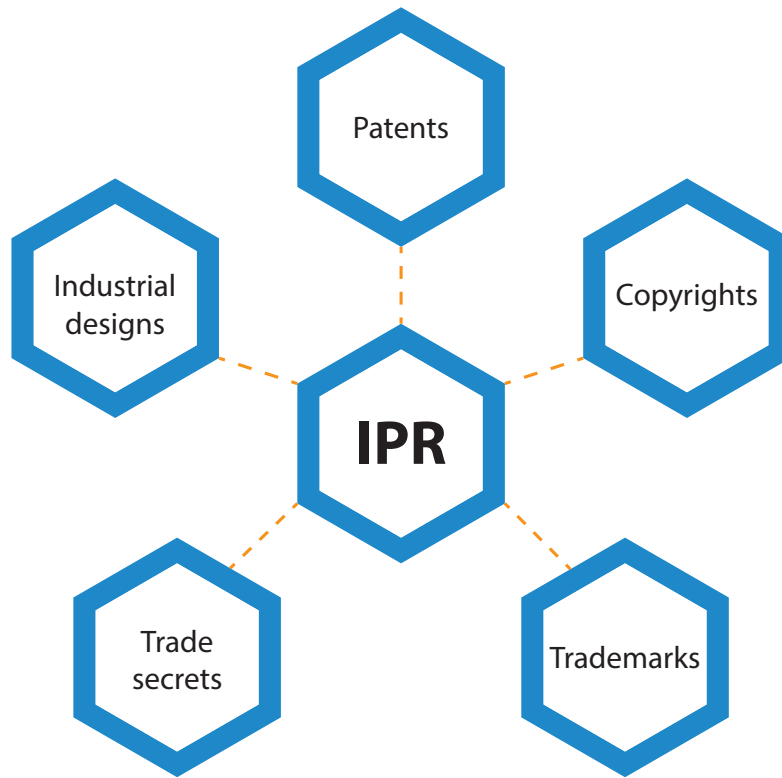 Patents
Industrial
designs
Copyrights
IPR
Trade
secrets
Trademarks